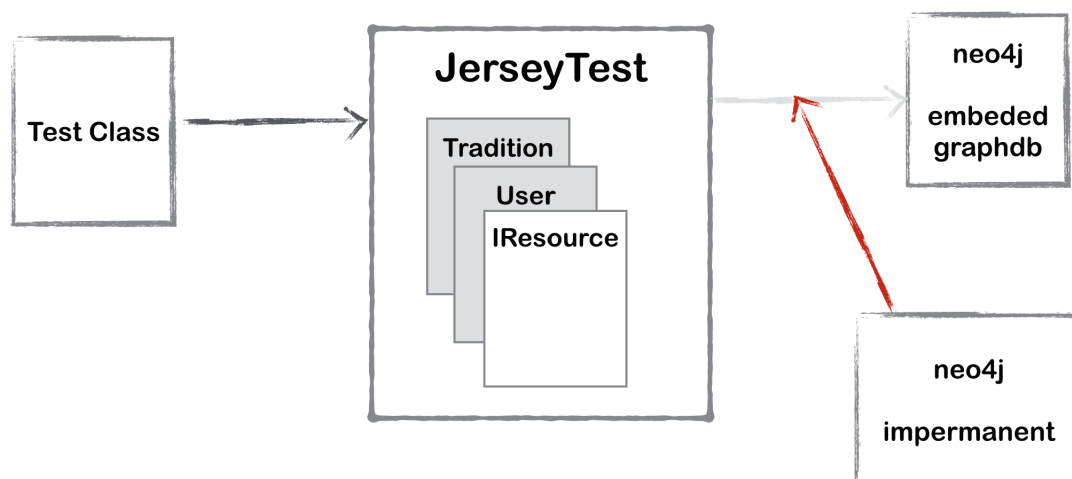 Test Class
JerseyTest
Tradition
User
IResource
neo4j
embeded
graphdb
neo4j
impermanent